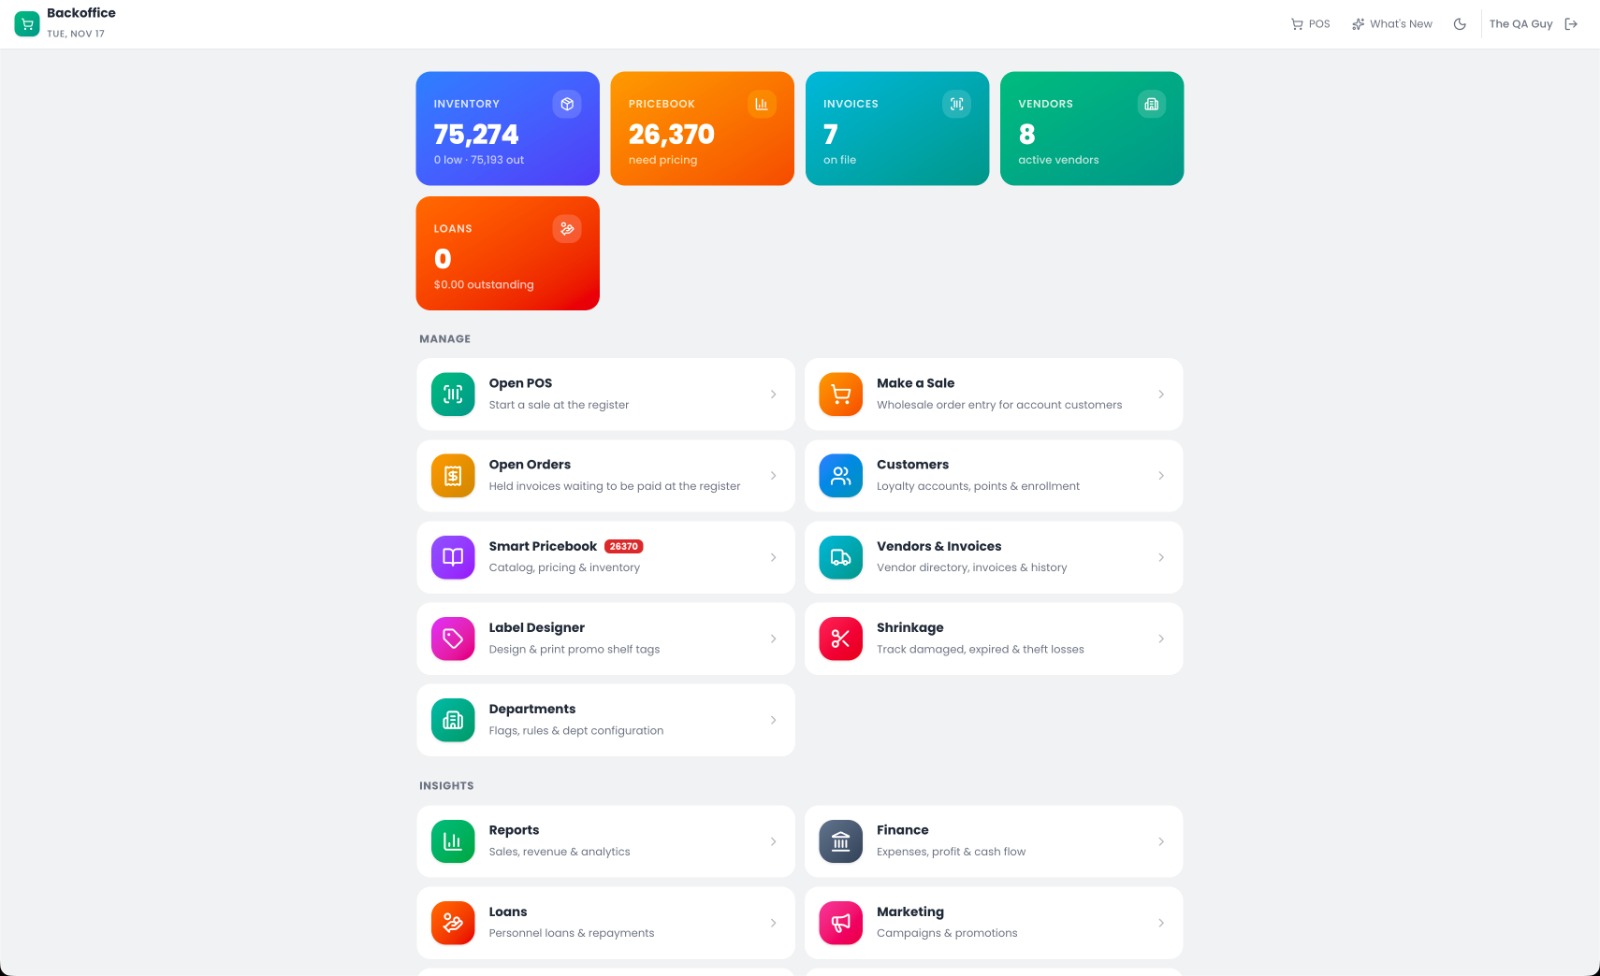 Backoffice
TUE, NOV 17
POS
What's New
The QA Guy
INVENTORY
75,274
0 low · 75,193 out
PRICEBOOK
26,370
need pricing
INVOICES
7
on file
VENDORS
8
active vendors
LOANS
0
$0.00 outstanding
MANAGE
Open POS
Start a sale at the register
Make a Sale
Wholesale order entry for account customers
Open Orders
Held invoices waiting to be paid at the register
Customers
Loyalty accounts, points & enrollment
Smart Pricebook 26370
Catalog, pricing & inventory
Vendors & Invoices
Vendor directory, invoices & history
Label Designer
Design & print promo shelf tags
Shrinkage
Track damaged, expired & theft losses
Departments
Flags, rules & dept configuration
INSIGHTS
Reports
Sales, revenue & analytics
Finance
Expenses, profit & cash flow
Loans
Personnel loans & repayments
Marketing
Campaigns & promotions